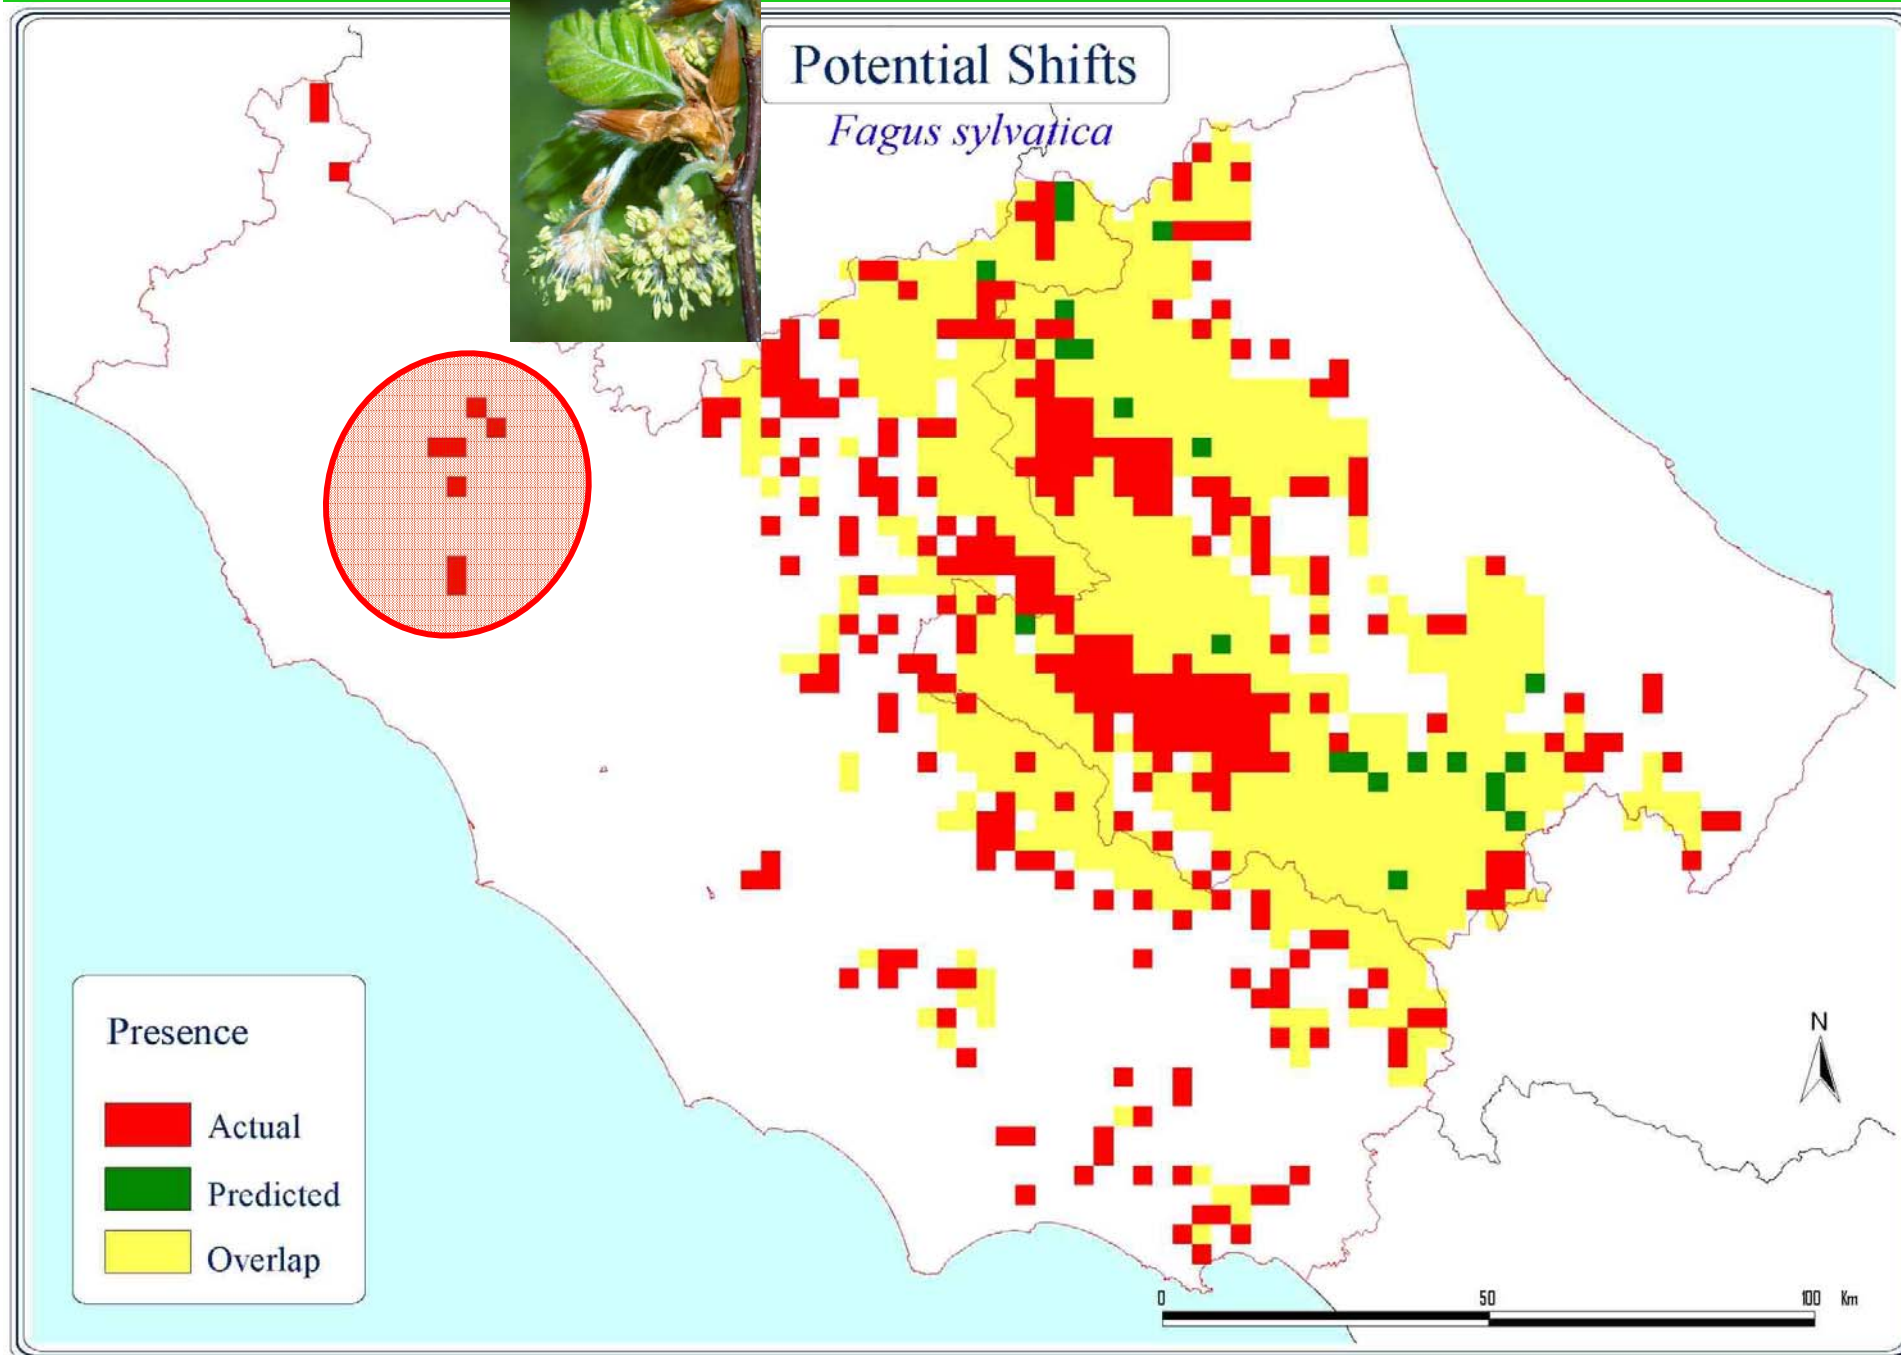 Potential Shifts
Fagus sylvatica
Presence
Actual
Predicted
Overlap
N
0 50 100 Km